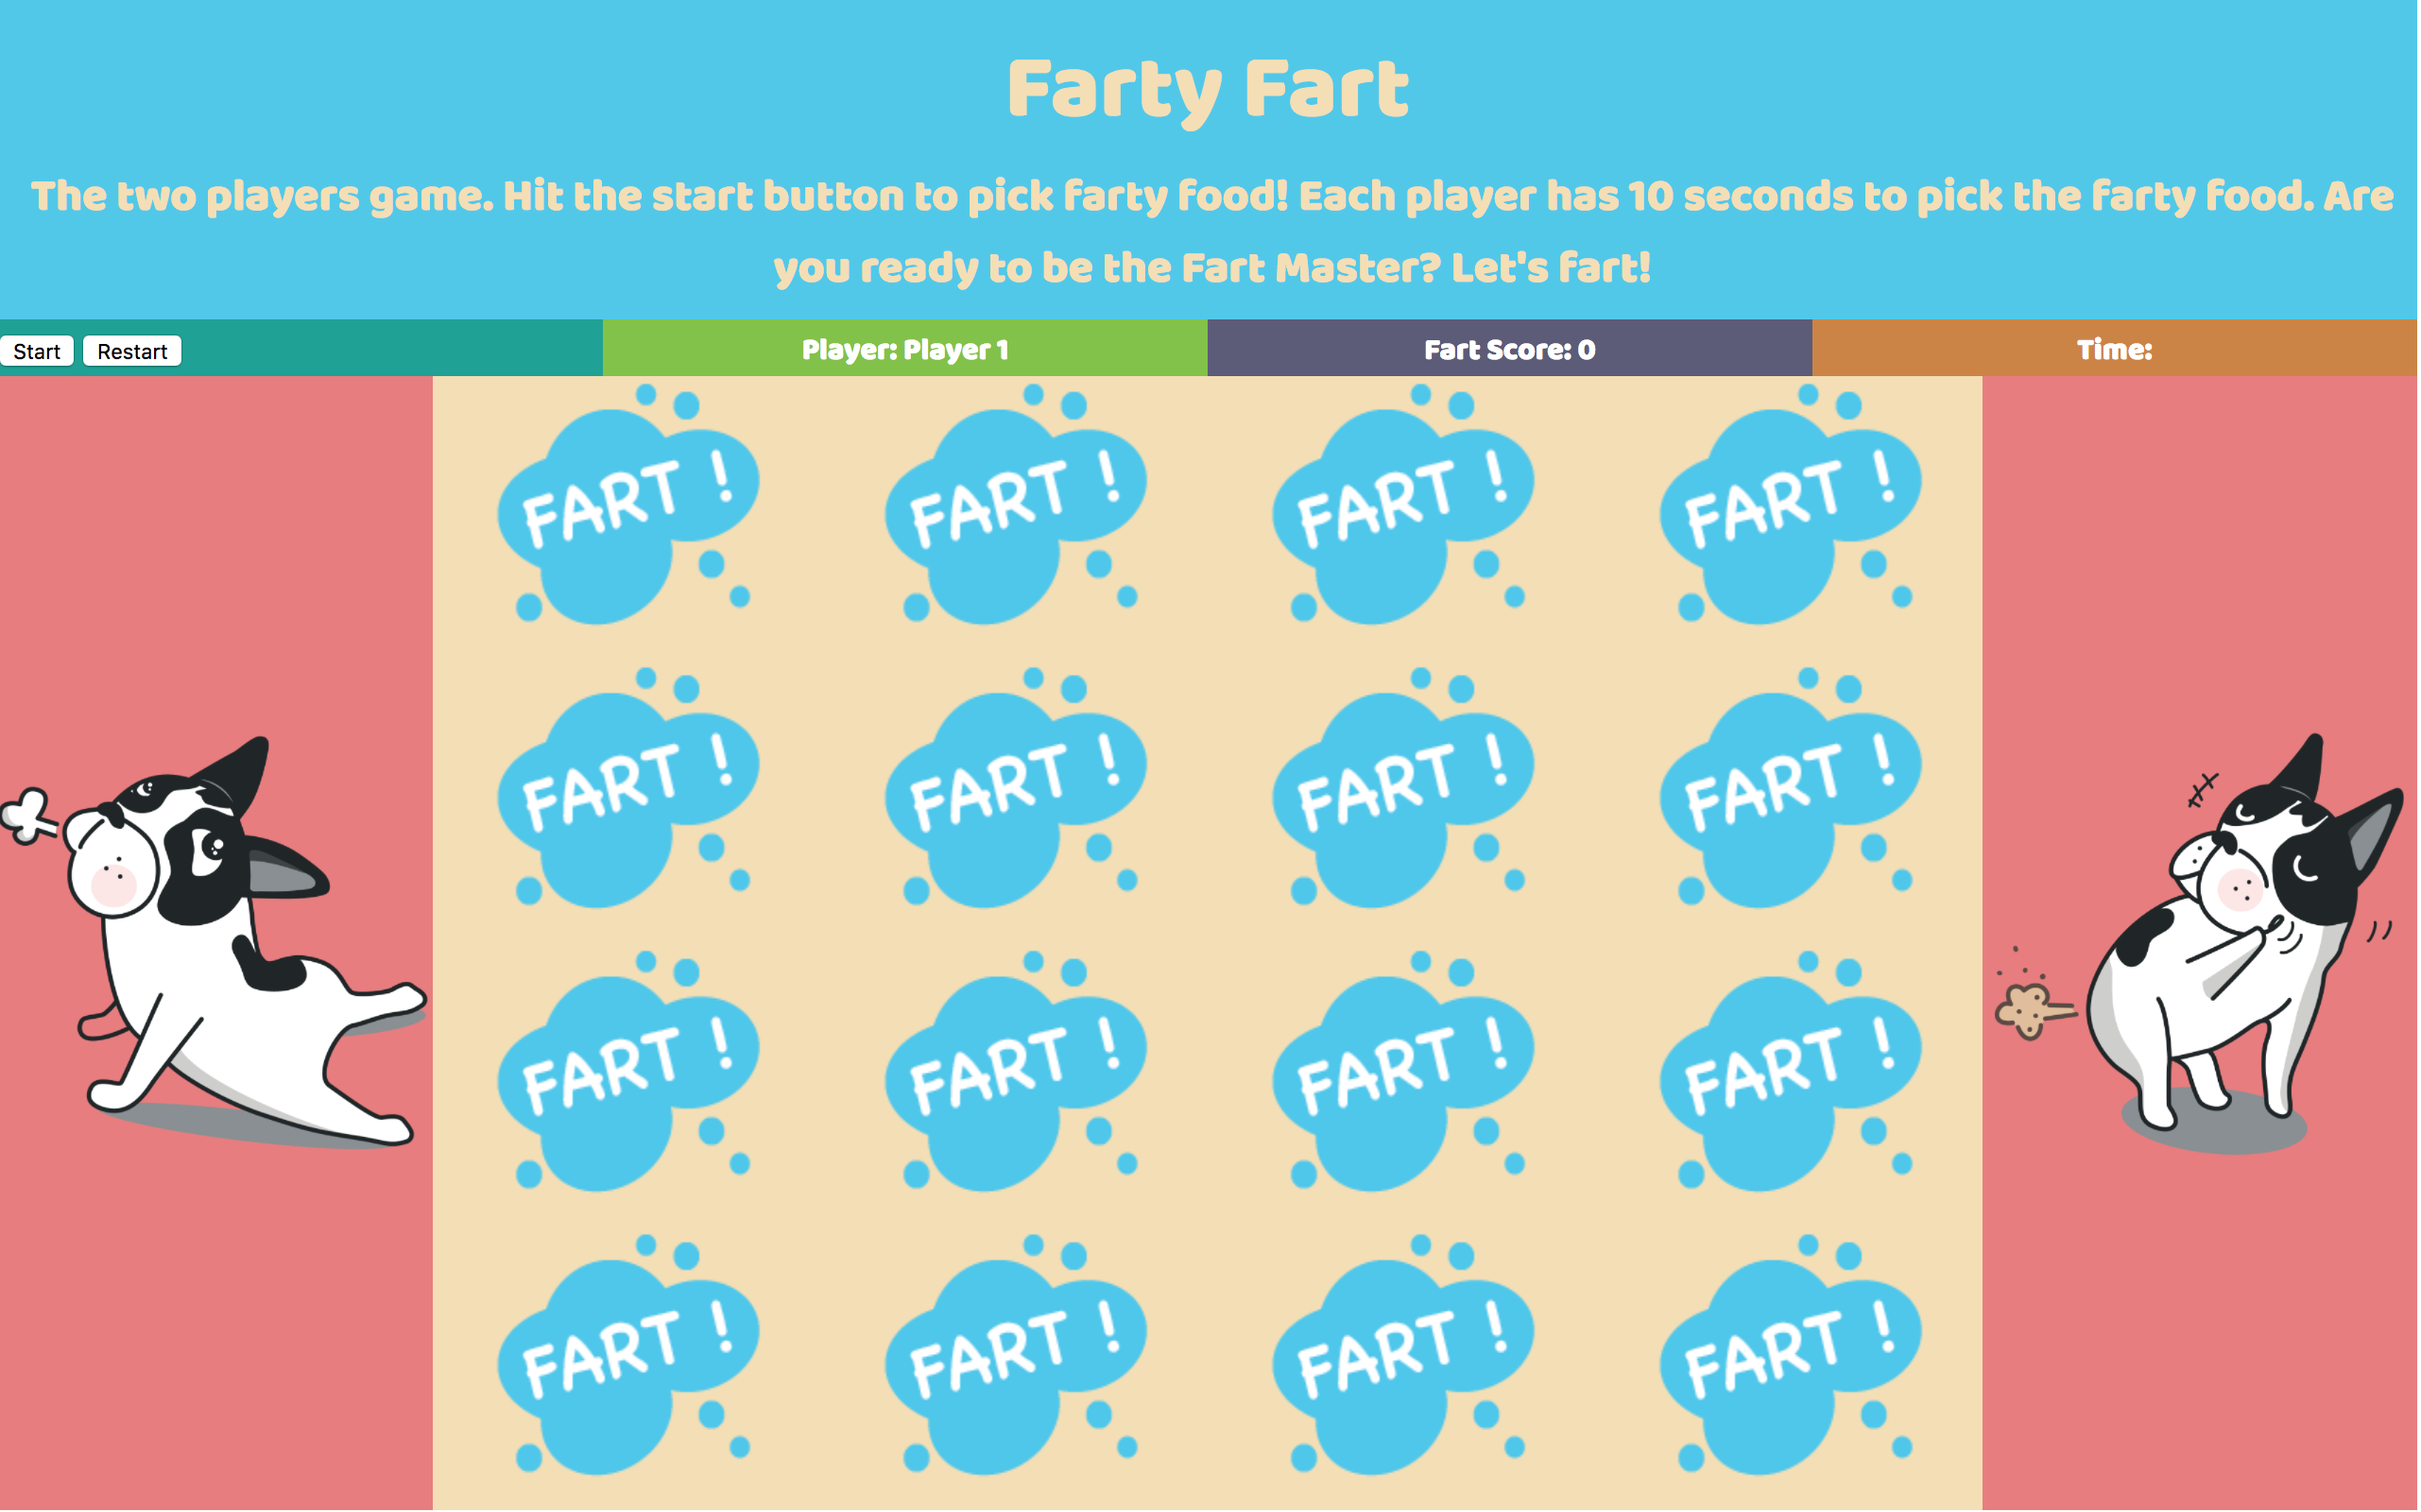 Farty Fart
The two players game. Hit the start button to pick farty food! Each player has 10 seconds to pick the farty food. Are
you ready to be the Fart Master? Let's fart!
Start Restart Player: Player 1 Fart Score: 0 Time:
FART ! FART ! FART ! FART !
FART ! FART ! FART ! FART !
FART ! FART ! FART ! FART !
FART ! FART ! FART ! FART !